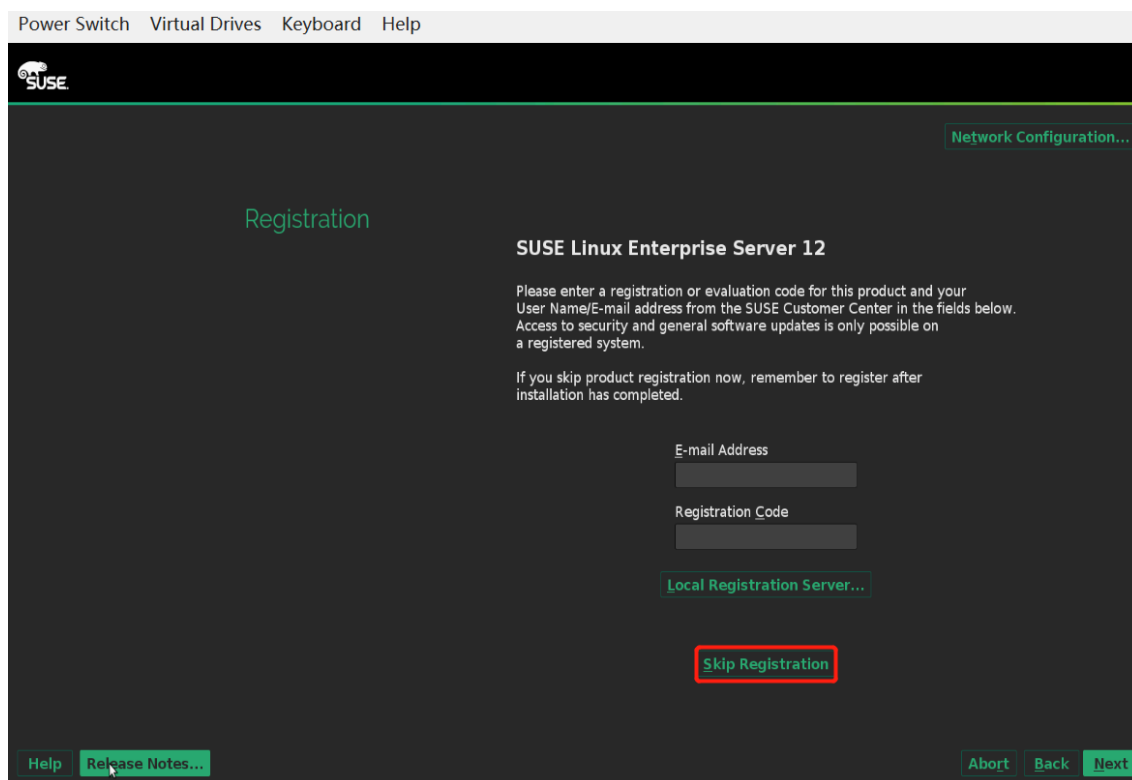 Power Switch Virtual Drives Keyboard Help
SUSE.
Network Configuration...
Registration
SUSE Linux Enterprise Server 12
Please enter a registration or evaluation code for this product and your
User Name/E-mail address from the SUSE Customer Center in the fields below.
Access to security and general software updates is only possible on
a registered system.
If you skip product registration now, remember to register after
installation has completed.
E-mail Address
Registration Code
Local Registration Server...
Skip Registration
Help Release Notes... Abort Back Next